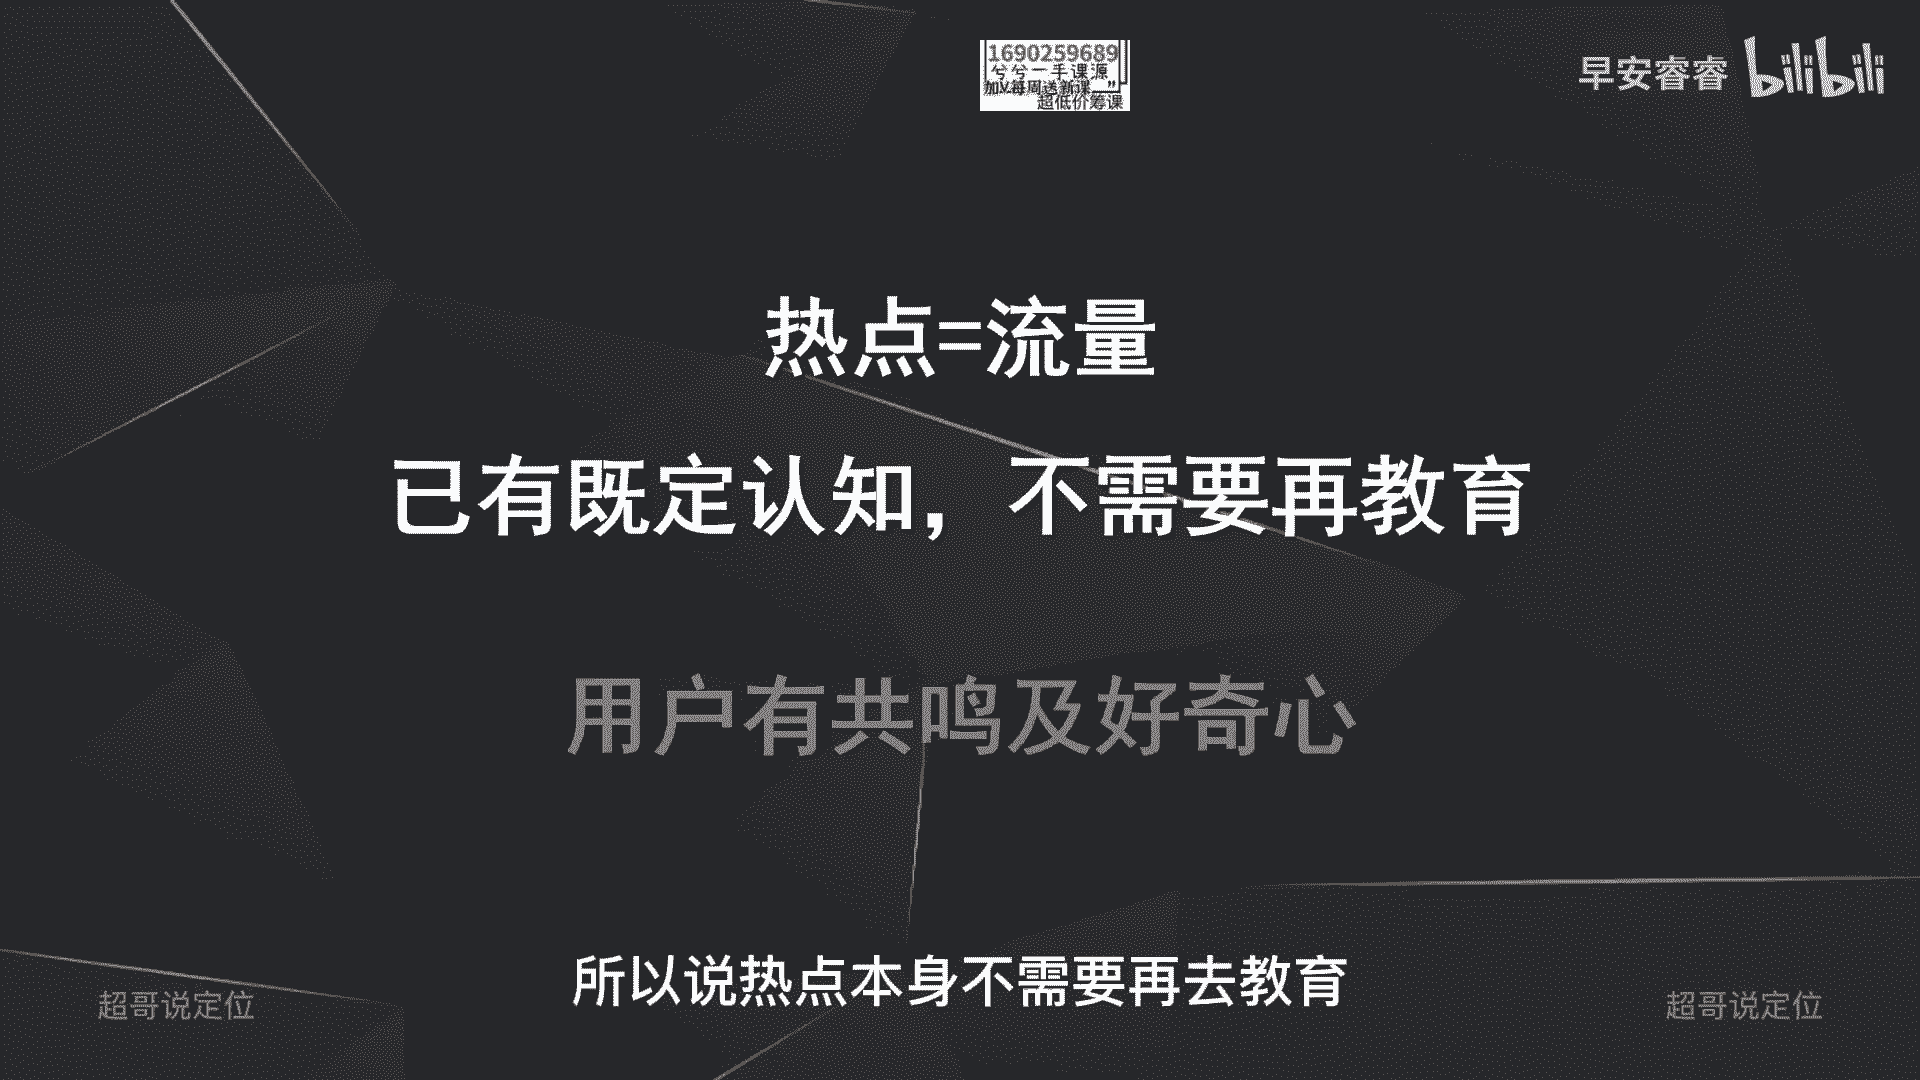 1690259689
兮兮一手课源
加V每周送新课
超低价筹课
早安睿睿 bilibili
热点=流量
已有既定认知，不需要再教育
用户有共鸣及好奇心
所以说热点本身不需要再去教育
超哥说定位
超哥说定位